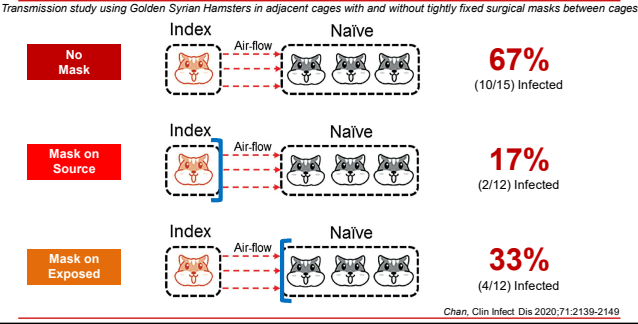 Transmission study using Golden Syrian Hamsters in adjacent cages with and without tightly fixed surgical masks between cages
No
Mask
Index
Air-flow
Naïve
67%
(10/15) Infected
Mask on
Source
Index
Air-flow
Naïve
17%
(2/12) Infected
Mask on
Exposed
Index
Air-flow
Naïve
33%
(4/12) Infected
Chan, Clin Infect Dis 2020;71:2139-2149